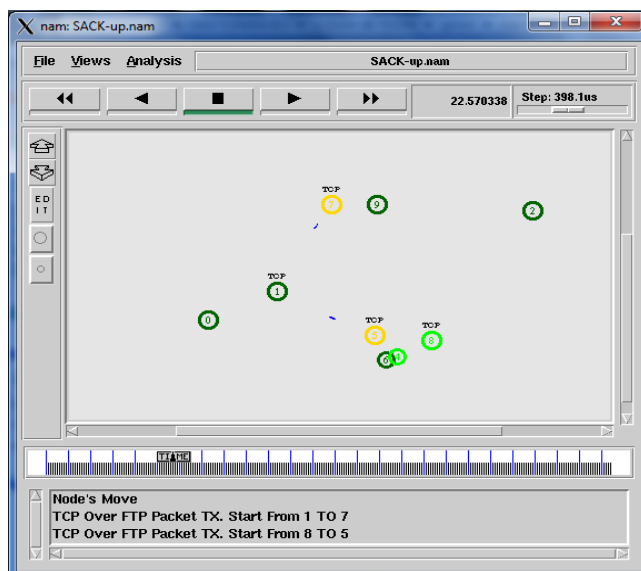 nam: SACK-up.nam
File Views Analysis SACK-up.nam
22.570338 Step: 398.1us
E D
I T
TCP
7
9
2
TCP
1
0
TCP
5
TCP
8
6
4
TIME
Node's Move
TCP Over FTP Packet TX. Start From 1 TO 7
TCP Over FTP Packet TX. Start From 8 TO 5